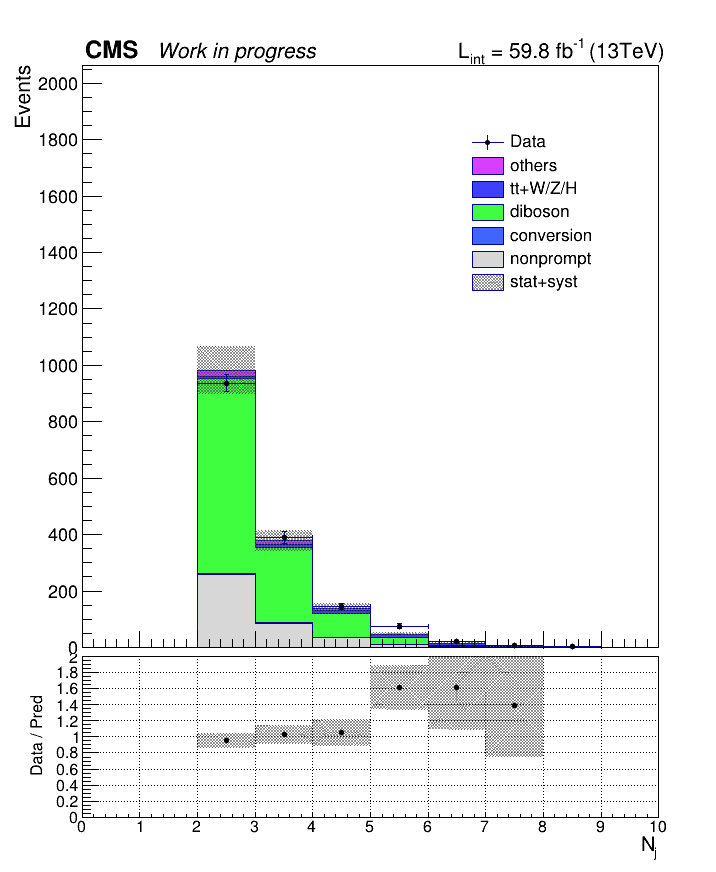 CMS Work in progress L_int = 59.8 fb⁻¹ (13TeV)
Events
2000
1800
1600
1400
1200
1000
800
600
400
200
0
Data
others
tt+W/Z/H
diboson
conversion
nonprompt
stat+syst
Data / Pred
2
1.8
1.6
1.4
1.2
1
0.8
0.6
0.4
0.2
0
0 1 2 3 4 5 6 7 8 9 10
N_j